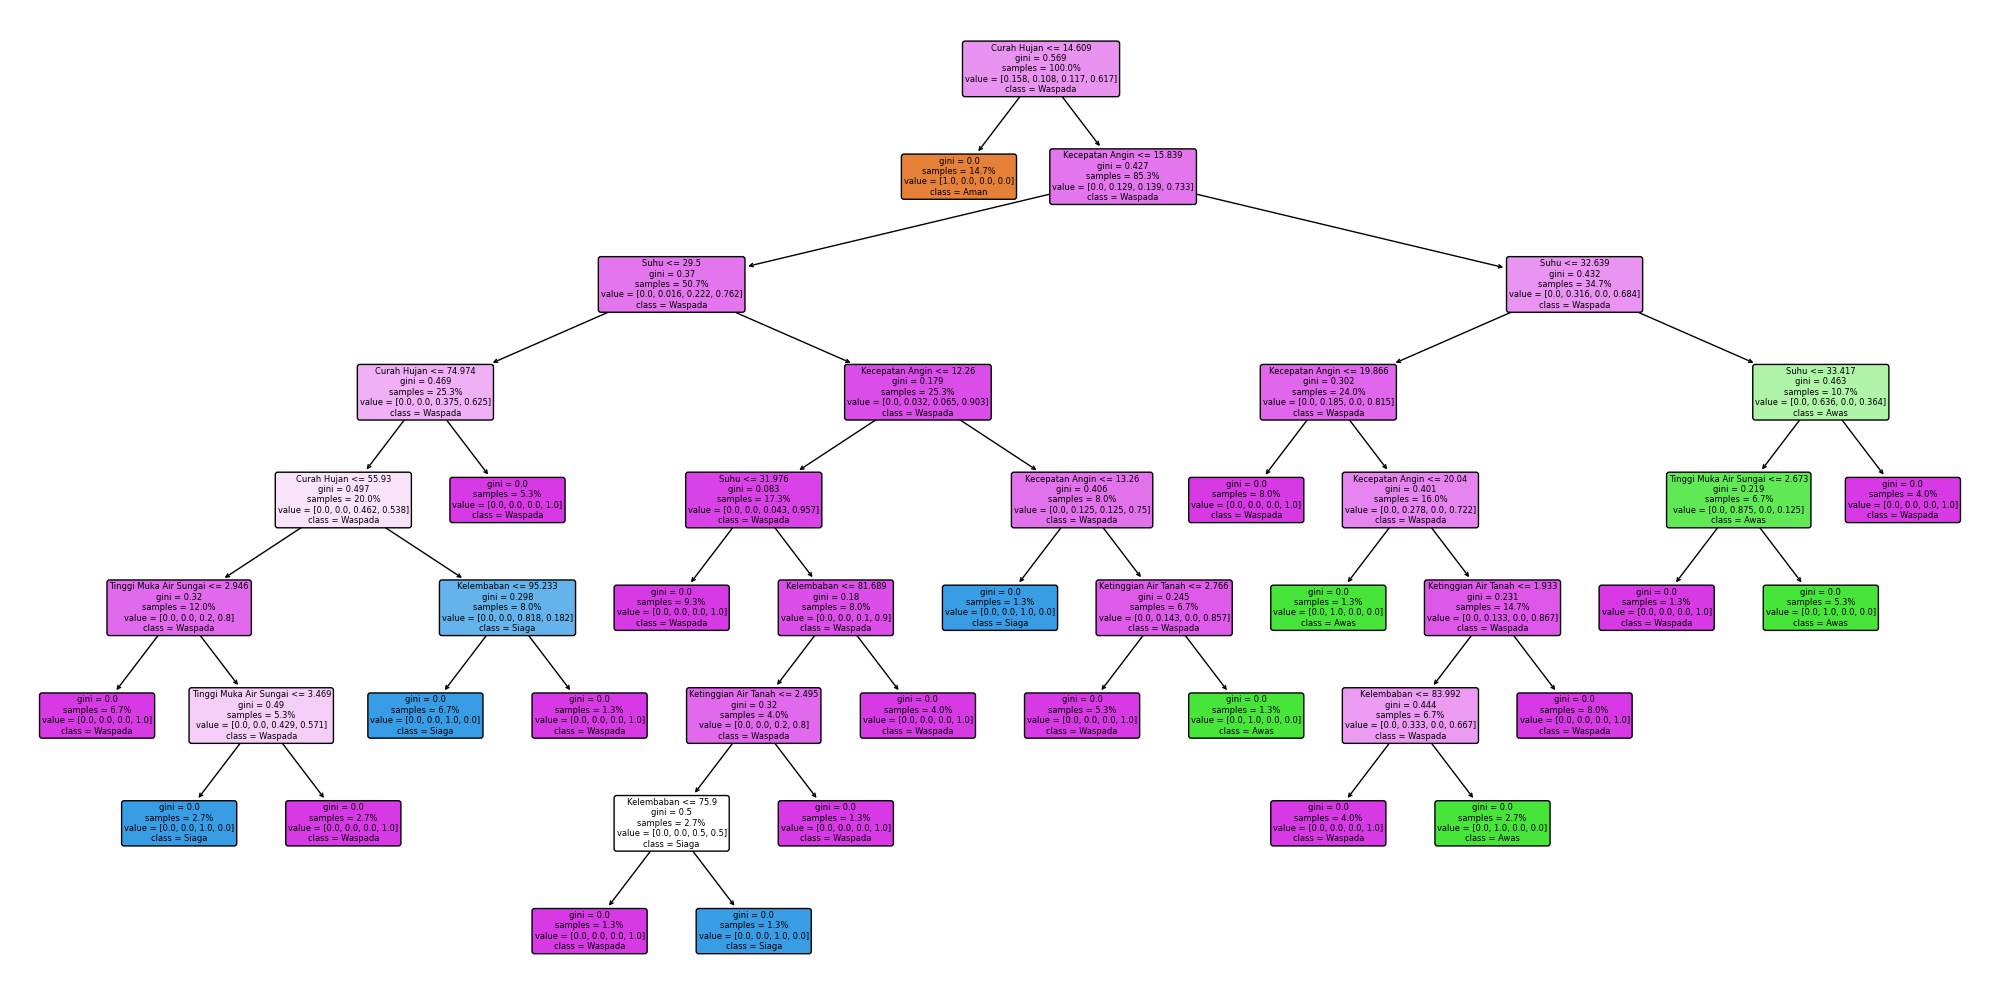 Curah Hujan <= 14.609
gini = 0.569
samples = 100.0%
value = [0.158, 0.108, 0.117, 0.617]
class = Waspada
gini = 0.0
samples = 14.7%
value = [1.0, 0.0, 0.0, 0.0]
class = Aman
Kecepatan Angin <= 15.839
gini = 0.427
samples = 85.3%
value = [0.0, 0.129, 0.139, 0.733]
class = Waspada
Suhu <= 29.5
gini = 0.37
samples = 50.7%
value = [0.0, 0.016, 0.222, 0.762]
class = Waspada
Suhu <= 32.639
gini = 0.432
samples = 34.7%
value = [0.0, 0.316, 0.0, 0.684]
class = Waspada
Curah Hujan <= 74.974
gini = 0.469
samples = 25.3%
value = [0.0, 0.0, 0.375, 0.625]
class = Waspada
Kecepatan Angin <= 12.26
gini = 0.179
samples = 25.3%
value = [0.0, 0.032, 0.065, 0.903]
class = Waspada
Kecepatan Angin <= 19.866
gini = 0.302
samples = 24.0%
value = [0.0, 0.185, 0.0, 0.815]
class = Waspada
Suhu <= 33.417
gini = 0.463
samples = 10.7%
value = [0.0, 0.636, 0.0, 0.364]
class = Awas
Curah Hujan <= 55.93
gini = 0.497
samples = 20.0%
value = [0.0, 0.0, 0.462, 0.538]
class = Waspada
gini = 0.0
samples = 5.3%
value = [0.0, 0.0, 0.0, 1.0]
class = Waspada
Suhu <= 31.976
gini = 0.083
samples = 17.3%
value = [0.0, 0.0, 0.043, 0.957]
class = Waspada
Kecepatan Angin <= 13.26
gini = 0.406
samples = 8.0%
value = [0.0, 0.125, 0.125, 0.75]
class = Waspada
gini = 0.0
samples = 8.0%
value = [0.0, 0.0, 0.0, 1.0]
class = Waspada
Kecepatan Angin <= 20.04
gini = 0.401
samples = 16.0%
value = [0.0, 0.278, 0.0, 0.722]
class = Waspada
Tinggi Muka Air Sungai <= 2.673
gini = 0.219
samples = 6.7%
value = [0.0, 0.875, 0.0, 0.125]
class = Awas
gini = 0.0
samples = 4.0%
value = [0.0, 0.0, 0.0, 1.0]
class = Waspada
Tinggi Muka Air Sungai <= 2.946
gini = 0.32
samples = 12.0%
value = [0.0, 0.0, 0.2, 0.8]
class = Waspada
Kelembaban <= 95.233
gini = 0.298
samples = 8.0%
value = [0.0, 0.0, 0.818, 0.182]
class = Siaga
gini = 0.0
samples = 9.3%
value = [0.0, 0.0, 0.0, 1.0]
class = Waspada
Kelembaban <= 81.689
gini = 0.18
samples = 8.0%
value = [0.0, 0.0, 0.1, 0.9]
class = Waspada
gini = 0.0
samples = 1.3%
value = [0.0, 0.0, 1.0, 0.0]
class = Siaga
Ketinggian Air Tanah <= 2.766
gini = 0.245
samples = 6.7%
value = [0.0, 0.143, 0.0, 0.857]
class = Waspada
gini = 0.0
samples = 1.3%
value = [0.0, 1.0, 0.0, 0.0]
class = Awas
Ketinggian Air Tanah <= 1.933
gini = 0.231
samples = 14.7%
value = [0.0, 0.133, 0.0, 0.867]
class = Waspada
gini = 0.0
samples = 1.3%
value = [0.0, 0.0, 0.0, 1.0]
class = Waspada
gini = 0.0
samples = 5.3%
value = [0.0, 1.0, 0.0, 0.0]
class = Awas
gini = 0.0
samples = 6.7%
value = [0.0, 0.0, 0.0, 1.0]
class = Waspada
Tinggi Muka Air Sungai <= 3.469
gini = 0.49
samples = 5.3%
value = [0.0, 0.0, 0.429, 0.571]
class = Waspada
gini = 0.0
samples = 6.7%
value = [0.0, 0.0, 1.0, 0.0]
class = Siaga
gini = 0.0
samples = 1.3%
value = [0.0, 0.0, 0.0, 1.0]
class = Waspada
Ketinggian Air Tanah <= 2.495
gini = 0.32
samples = 4.0%
value = [0.0, 0.0, 0.2, 0.8]
class = Waspada
gini = 0.0
samples = 4.0%
value = [0.0, 0.0, 0.0, 1.0]
class = Waspada
gini = 0.0
samples = 5.3%
value = [0.0, 0.0, 0.0, 1.0]
class = Waspada
gini = 0.0
samples = 1.3%
value = [0.0, 1.0, 0.0, 0.0]
class = Awas
Kelembaban <= 83.992
gini = 0.444
samples = 6.7%
value = [0.0, 0.333, 0.0, 0.667]
class = Waspada
gini = 0.0
samples = 8.0%
value = [0.0, 0.0, 0.0, 1.0]
class = Waspada
gini = 0.0
samples = 2.7%
value = [0.0, 0.0, 1.0, 0.0]
class = Siaga
gini = 0.0
samples = 2.7%
value = [0.0, 0.0, 0.0, 1.0]
class = Waspada
Kelembaban <= 75.9
gini = 0.5
samples = 2.7%
value = [0.0, 0.0, 0.5, 0.5]
class = Siaga
gini = 0.0
samples = 1.3%
value = [0.0, 0.0, 0.0, 1.0]
class = Waspada
gini = 0.0
samples = 4.0%
value = [0.0, 0.0, 0.0, 1.0]
class = Waspada
gini = 0.0
samples = 2.7%
value = [0.0, 1.0, 0.0, 0.0]
class = Awas
gini = 0.0
samples = 1.3%
value = [0.0, 0.0, 0.0, 1.0]
class = Waspada
gini = 0.0
samples = 1.3%
value = [0.0, 0.0, 1.0, 0.0]
class = Siaga